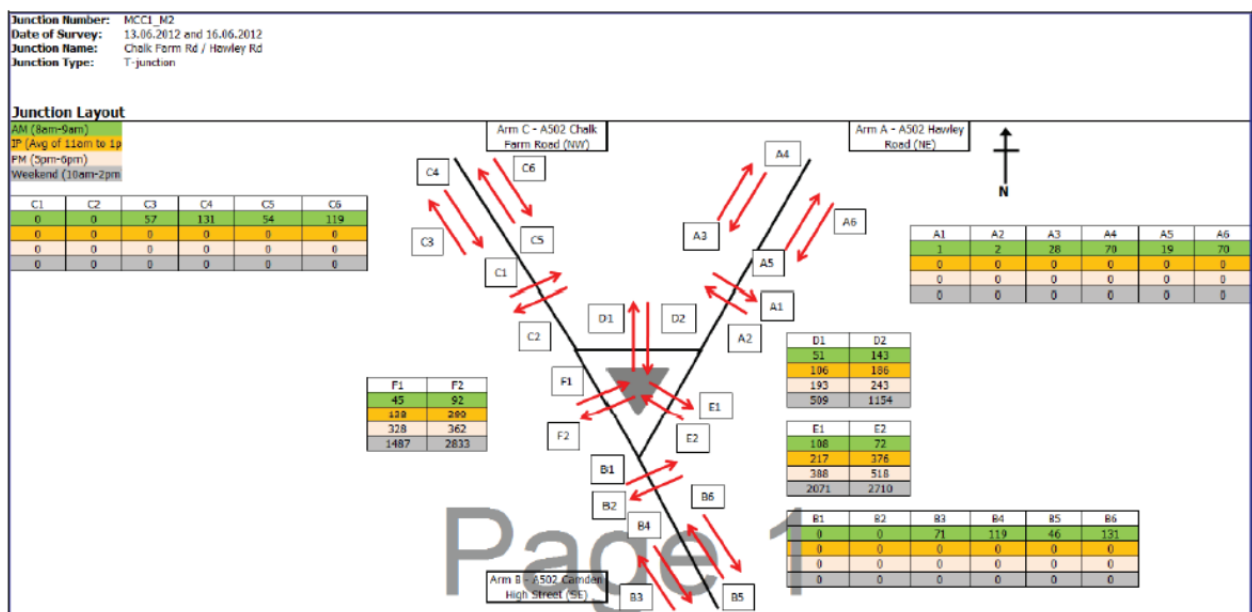 Junction Number: MCC1_M2
Date of Survey: 13.06.2012 and 16.06.2012
Junction Name: Chalk Farm Rd / Hawley Rd
Junction Type: T-junction
Junction Layout
AM (8am-9am)
IP (Avg of 11am to 1p
PM (5pm-6pm)
Weekend (10am-2pm
Arm C - A502 Chalk
Farm Road (NW)
Arm A - A502 Hawley
Road (NE)
N
C4
C6
A4
C1 C2 C3 C4 C5 C6
0 0 57 131 54 119
0 0 0 0 0 0
0 0 0 0 0 0
0 0 0 0 0 0
C3
C5
A3
A6
C1
A5
A1 A2 A3 A4 A5 A6
1 2 28 70 19 70
0 0 0 0 0 0
0 0 0 0 0 0
0 0 0 0 0 0
C2
D1
D2
A1
A2
D1 D2
51 143
106 186
193 243
509 1154
F1 F2
45 92
328 362
1487 2833
F1
E1
F2
E2
E1 E2
108 72
217 376
388 518
2071 2710
B1
B2
B6
B4
B1 B2 B3 B4 B5 B6
0 0 71 119 46 131
0 0 0 0 0 0
0 0 0 0 0 0
0 0 0 0 0 0
Page 1
Arm B - A502 Camden
High Street (SE)
B3
B5